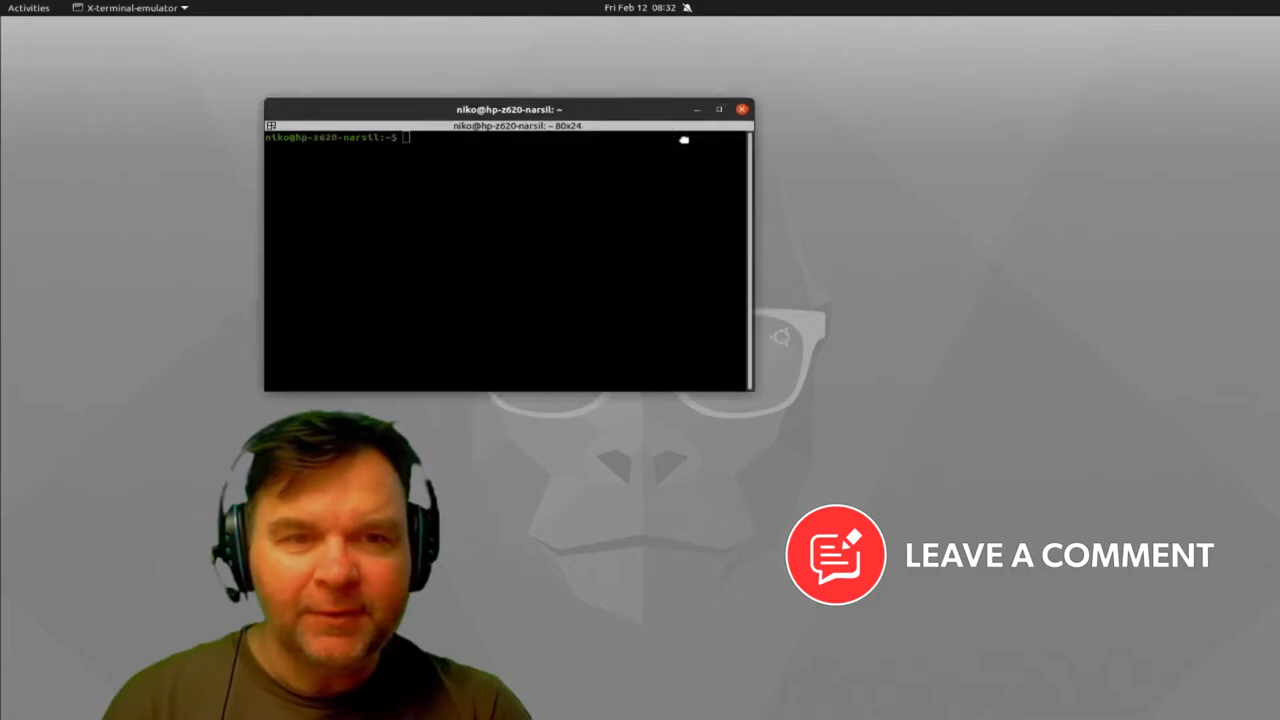 Activities
X-terminal-emulator
Fri Feb 12 08:32
niko@hp-z620-narsil: ~
niko@hp-z620-narsil: ~ 80x24
niko@hp-z620-narsil:~$
LEAVE A COMMENT